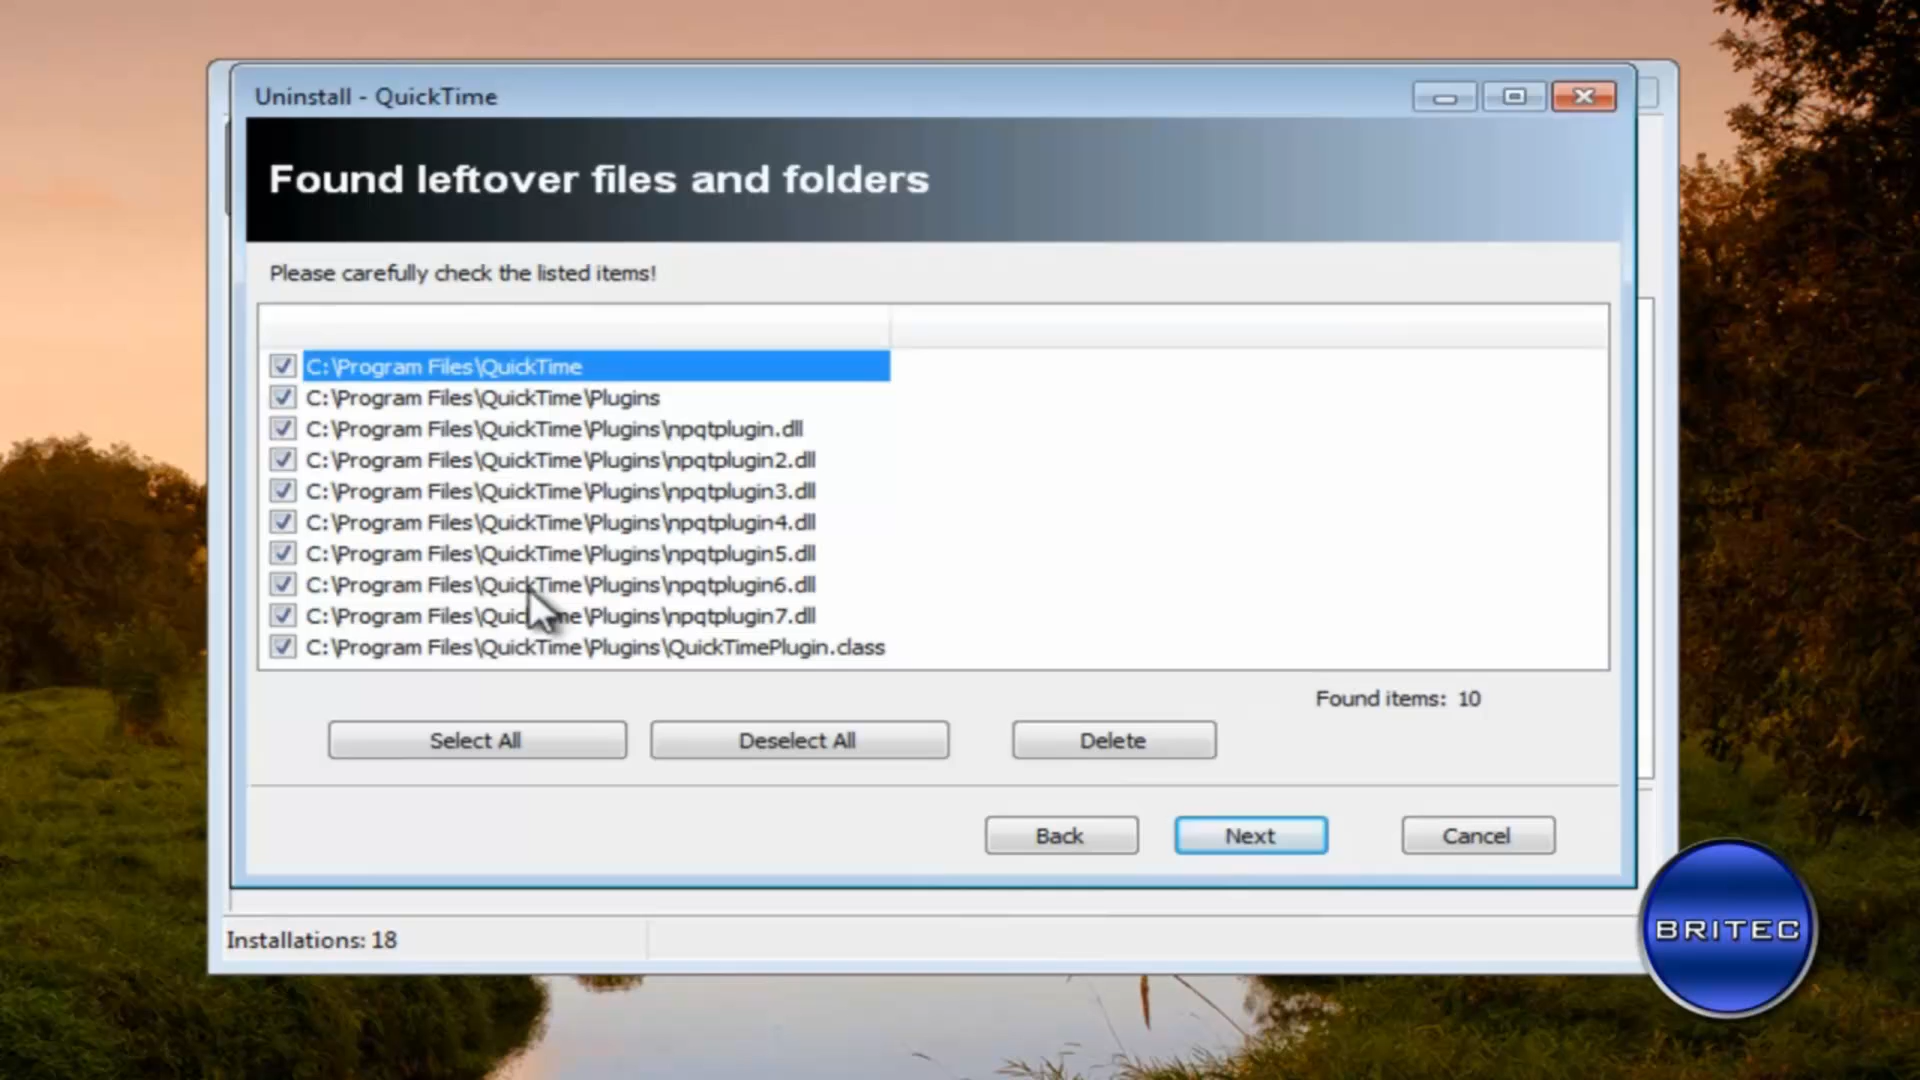 Uninstall - QuickTime
Found leftover files and folders
Please carefully check the listed items!
C:\Program Files\QuickTime
C:\Program Files\QuickTime\Plugins
C:\Program Files\QuickTime\Plugins\npqtplugin.dll
C:\Program Files\QuickTime\Plugins\npqtplugin2.dll
C:\Program Files\QuickTime\Plugins\npqtplugin3.dll
C:\Program Files\QuickTime\Plugins\npqtplugin4.dll
C:\Program Files\QuickTime\Plugins\npqtplugin5.dll
C:\Program Files\QuickTime\Plugins\npqtplugin6.dll
C:\Program Files\QuickTime\Plugins\npqtplugin7.dll
C:\Program Files\QuickTime\Plugins\QuickTimePlugin.class
Found items: 10
Select All Deselect All Delete
Back Next Cancel
Installations: 18
BRITEC